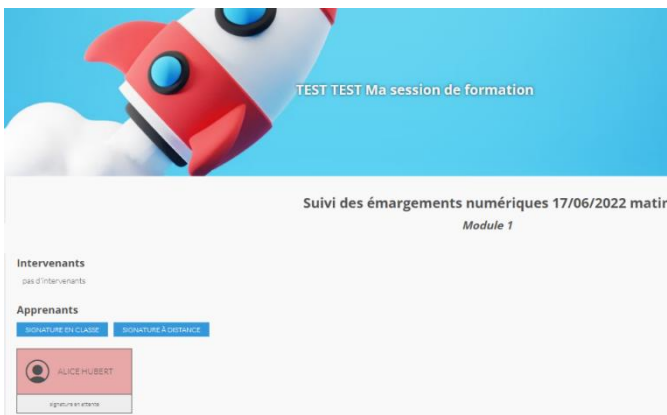 TEST TEST Ma session de formation
Suivi des émargements numériques 17/06/2022 matin
Module 1
Intervenants
pas d'intervenants
Apprenants
SIGNATURE EN CLASSE SIGNATURE À DISTANCE
ALICE HUBERT
signature en attente